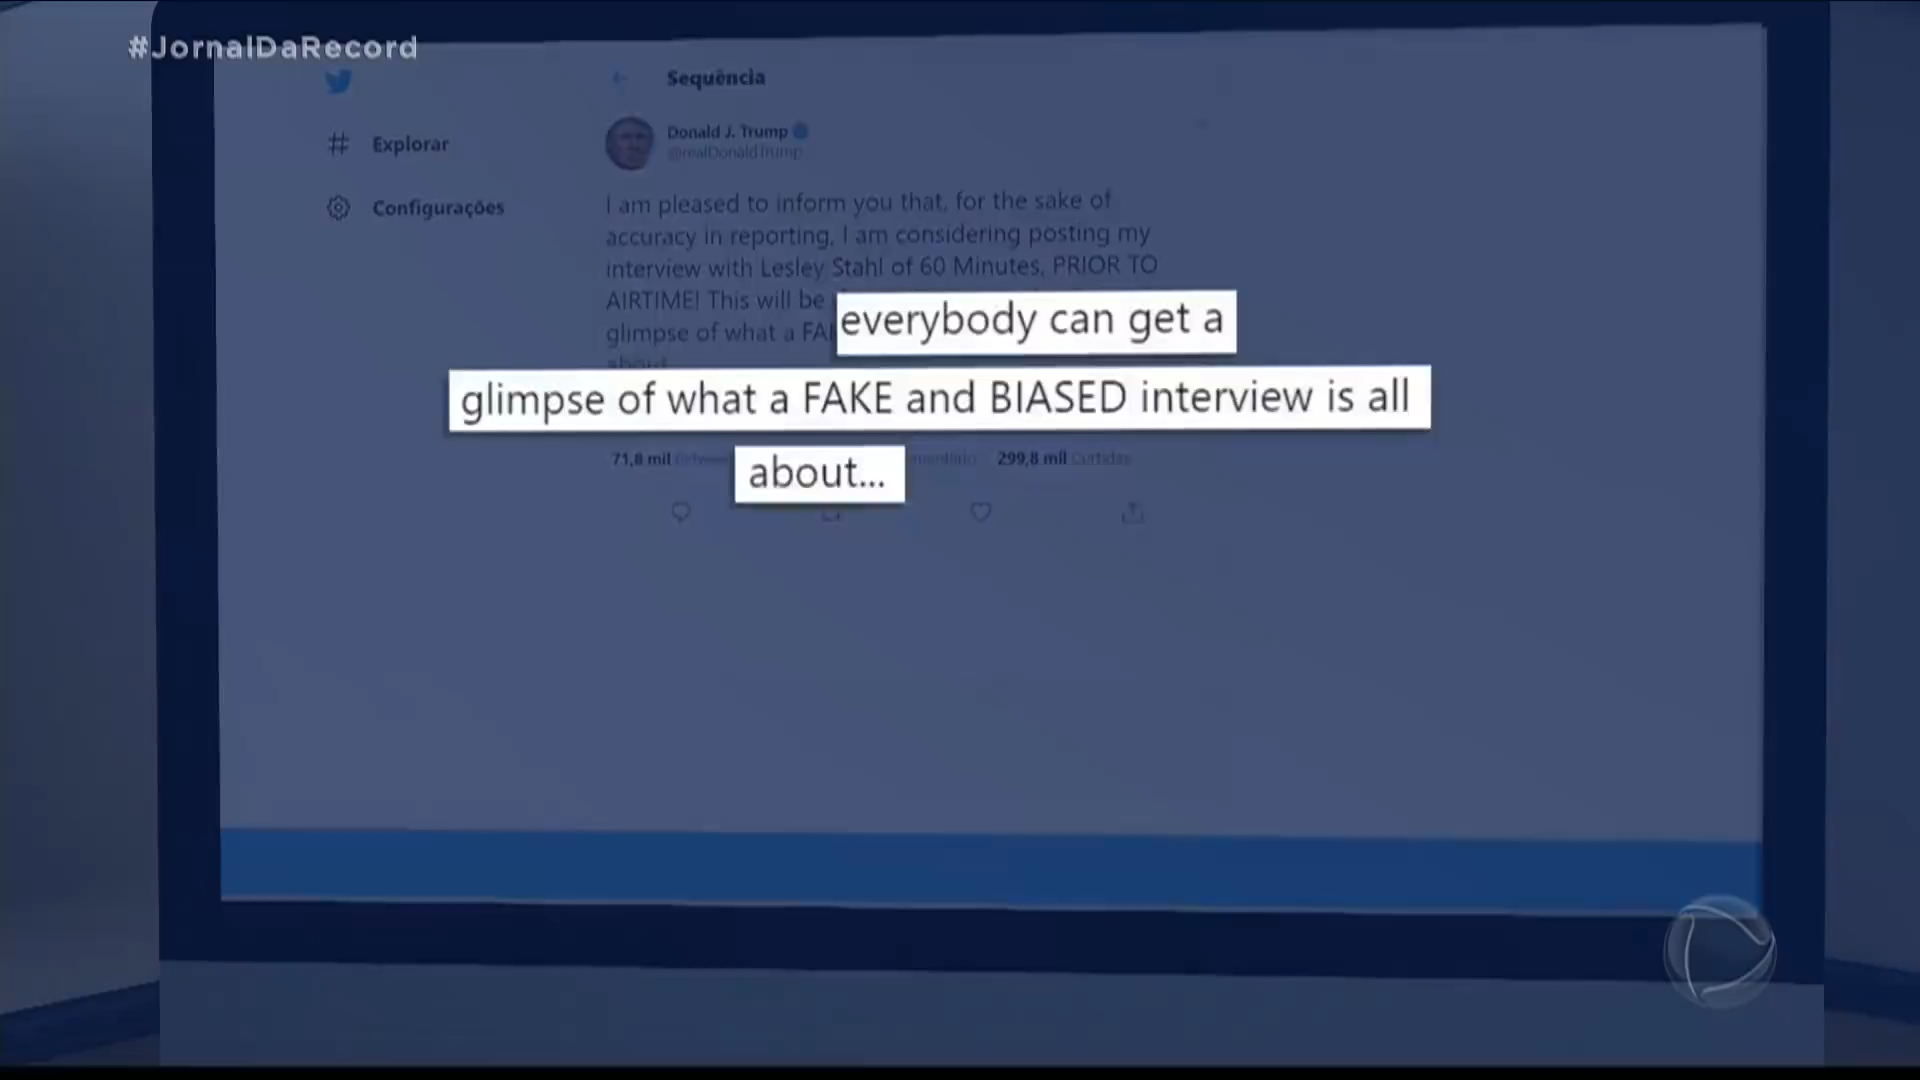 #JornalDaRecord
Sequência
Explorar
Donald J. Trump
@realDonaldTrump
Configurações
I am pleased to inform you that, for the sake of
accuracy in reporting, I am considering posting my
interview with Lesley Stahl of 60 Minutes, PRIOR TO
AIRTIME! This will be
glimpse of what a FA
about
everybody can get a
glimpse of what a FAKE and BIASED interview is all
about...
71,8 mil
299,8 mil Curtidas